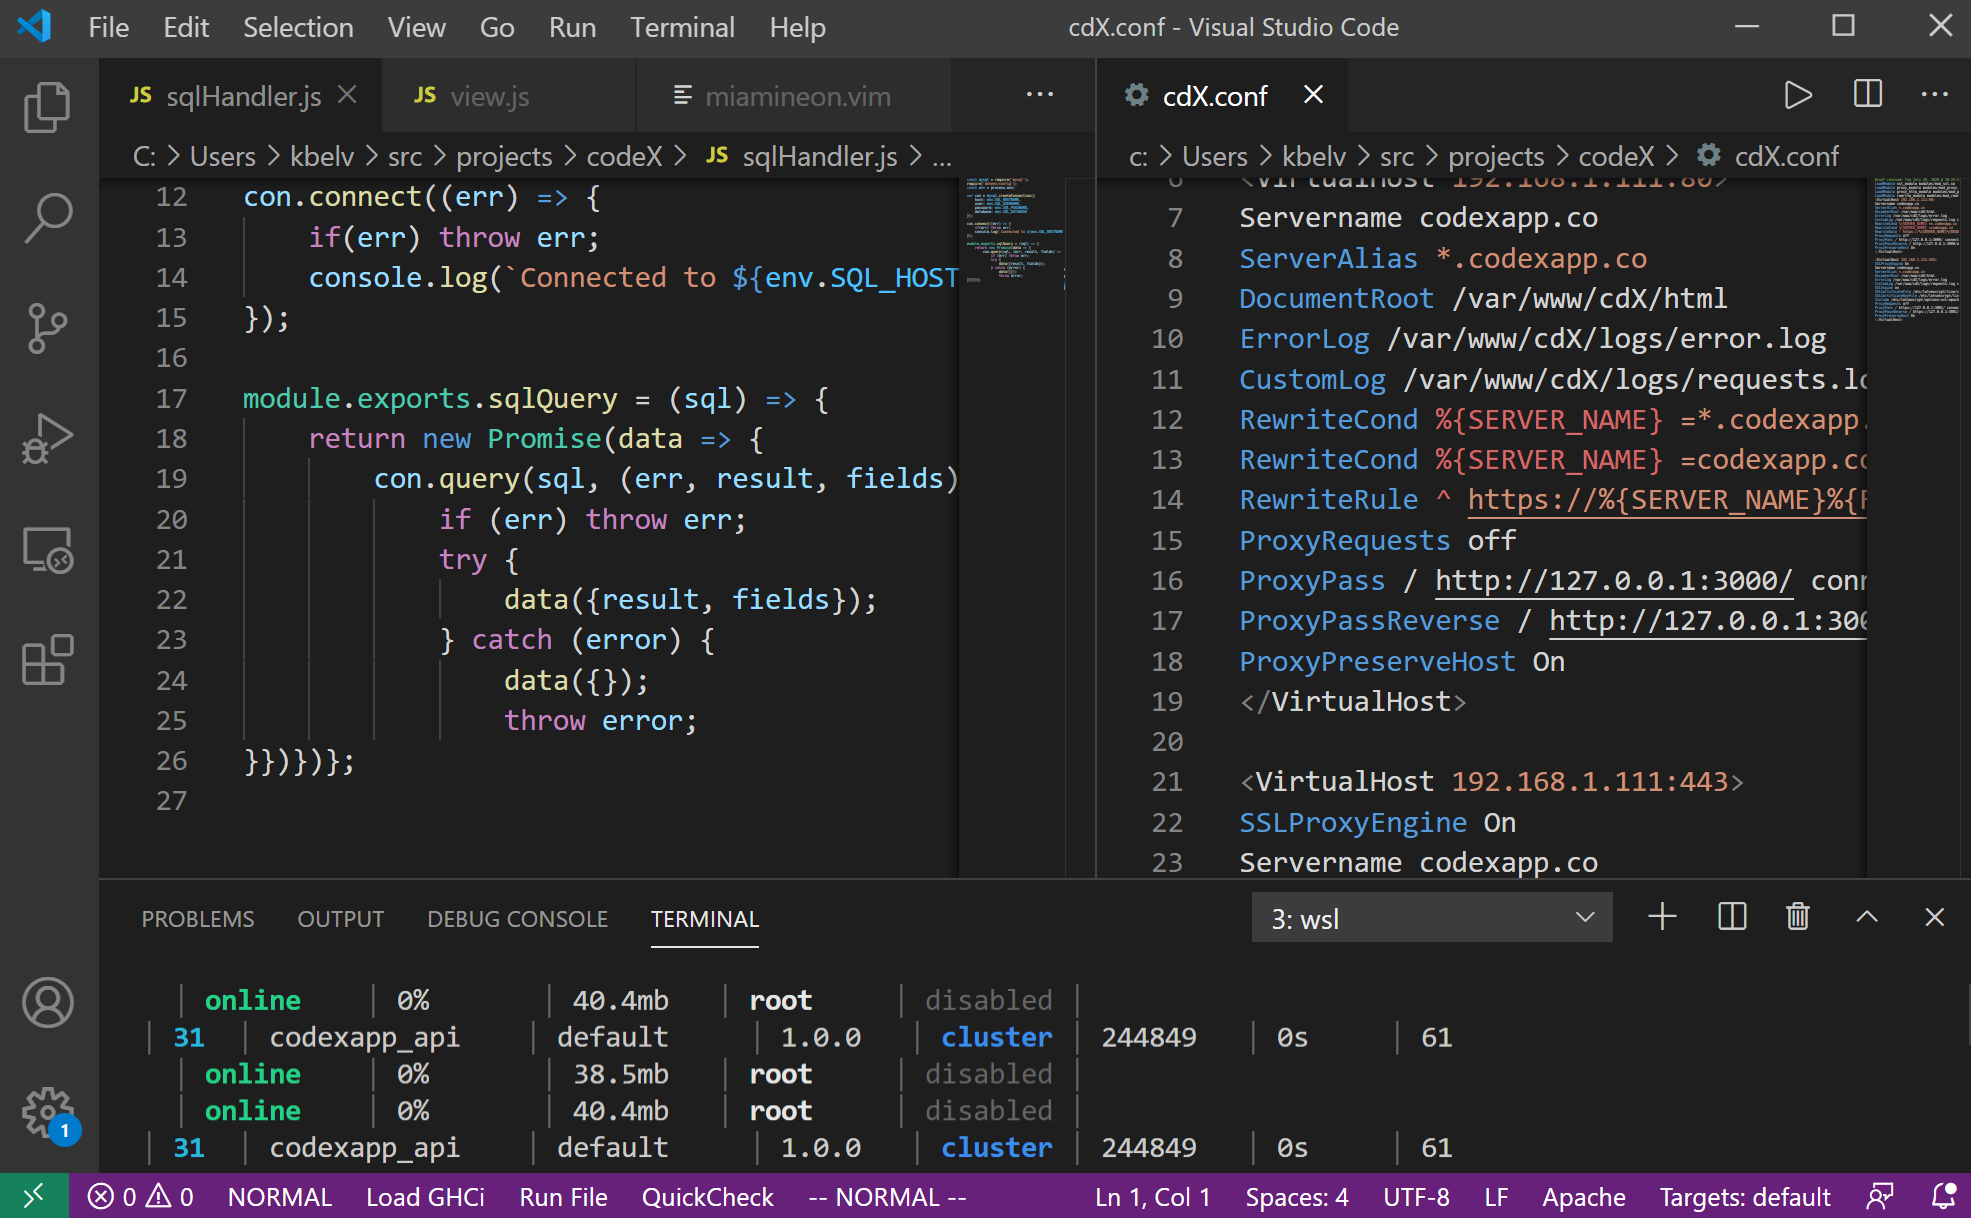 File Edit Selection View Go Run Terminal Help cdX.conf - Visual Studio Code
JS sqlHandler.js JS view.js miamineon.vim ...
C: > Users > kbelv > src > projects > codeX > JS sqlHandler.js > ...
12 con.connect((err) => {
13 if(err) throw err;
14 console.log(`Connected to ${env.SQL_HOST
15 });
16
17 module.exports.sqlQuery = (sql) => {
18 return new Promise(data => {
19 con.query(sql, (err, result, fields)
20 if (err) throw err;
21 try {
22 data({result, fields});
23 } catch (error) {
24 data({});
25 throw error;
26 }})})};
27
cdX.conf ...
c: > Users > kbelv > src > projects > codeX > cdX.conf
6 <VirtualHost 192.168.1.111:80>
7 Servername codexapp.co
8 ServerAlias *.codexapp.co
9 DocumentRoot /var/www/cdX/html
10 ErrorLog /var/www/cdX/logs/error.log
11 CustomLog /var/www/cdX/logs/requests.lo
12 RewriteCond %{SERVER_NAME} =*.codexapp.
13 RewriteCond %{SERVER_NAME} =codexapp.co
14 RewriteRule ^ https://%{SERVER_NAME}%{R
15 ProxyRequests off
16 ProxyPass / http://127.0.0.1:3000/ conn
17 ProxyPassReverse / http://127.0.0.1:300
18 ProxyPreserveHost On
19 </VirtualHost>
20
21 <VirtualHost 192.168.1.111:443>
22 SSLProxyEngine On
23 Servername codexapp.co
PROBLEMS OUTPUT DEBUG CONSOLE TERMINAL 3: wsl
| online | 0% | 40.4mb | root | disabled |
| 31 | codexapp_api | default | 1.0.0 | cluster | 244849 | 0s | 61
| online | 0% | 38.5mb | root | disabled |
| online | 0% | 40.4mb | root | disabled |
| 31 | codexapp_api | default | 1.0.0 | cluster | 244849 | 0s | 61
1
0 0 NORMAL Load GHCi Run File QuickCheck -- NORMAL -- Ln 1, Col 1 Spaces: 4 UTF-8 LF Apache Targets: default